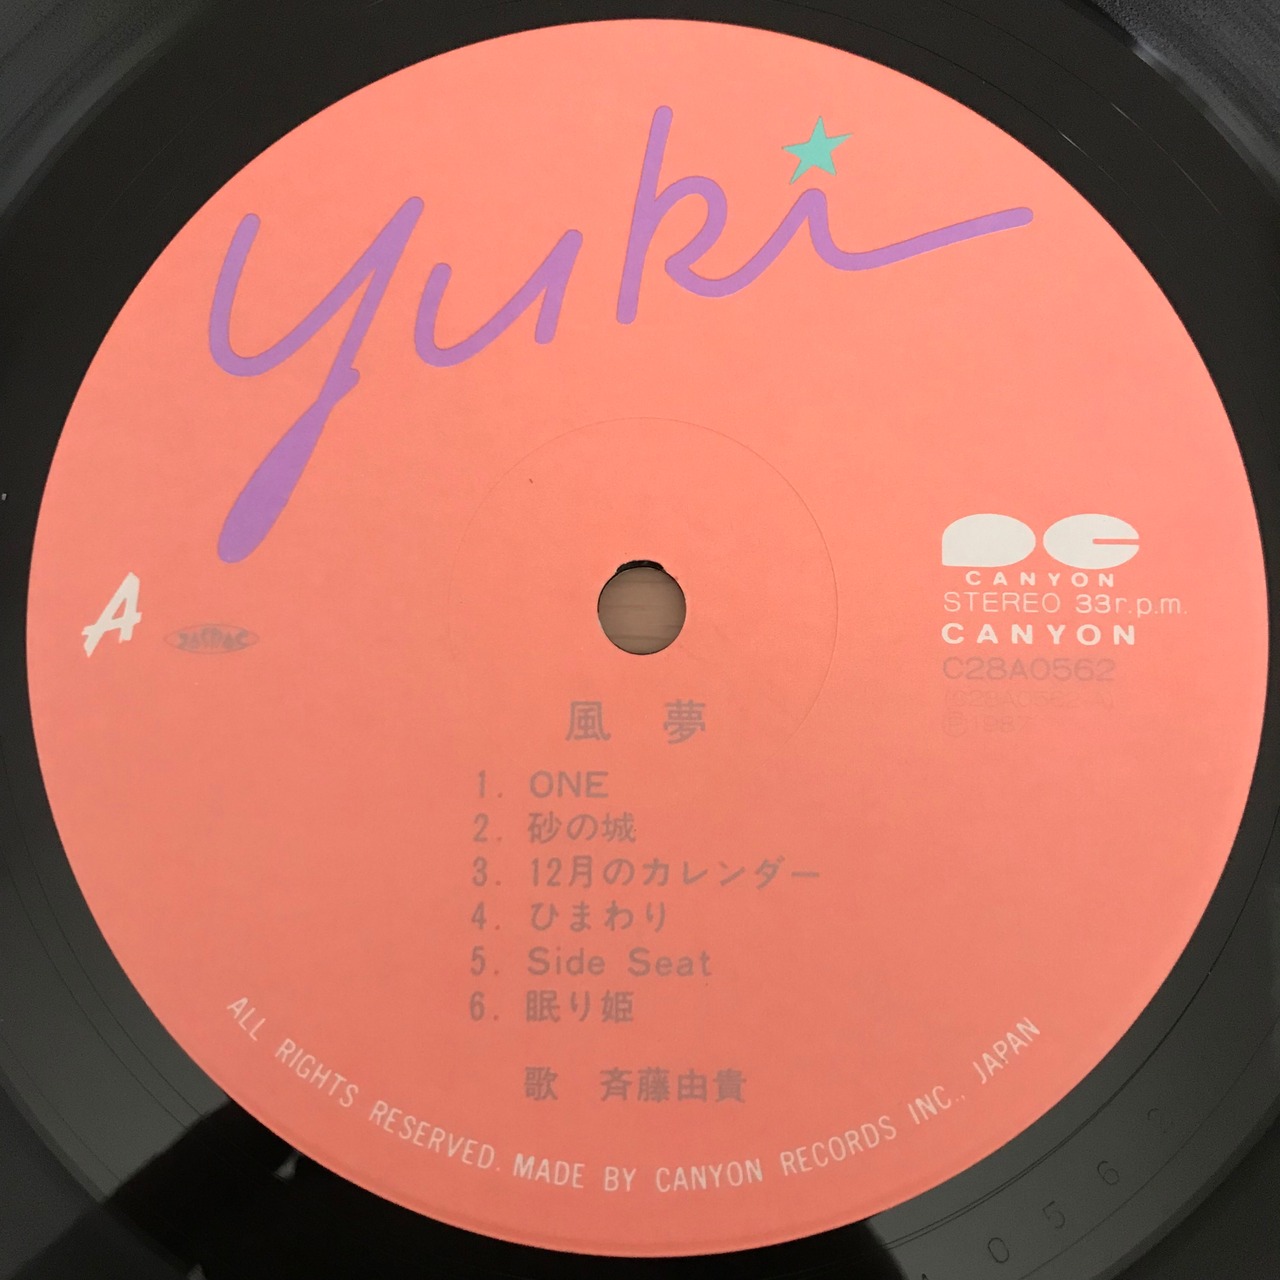 yuki
A
CANYON
STEREO 33r.p.m.
CANYON
C28A0562
風 夢
1. ONE
2. 砂の城
3. 12月のカレンダー
4. ひまわり
5. Side Seat
6. 眠り姫
歌 斉藤由貴
ALL RIGHTS RESERVED. MADE BY CANYON RECORDS INC., JAPAN